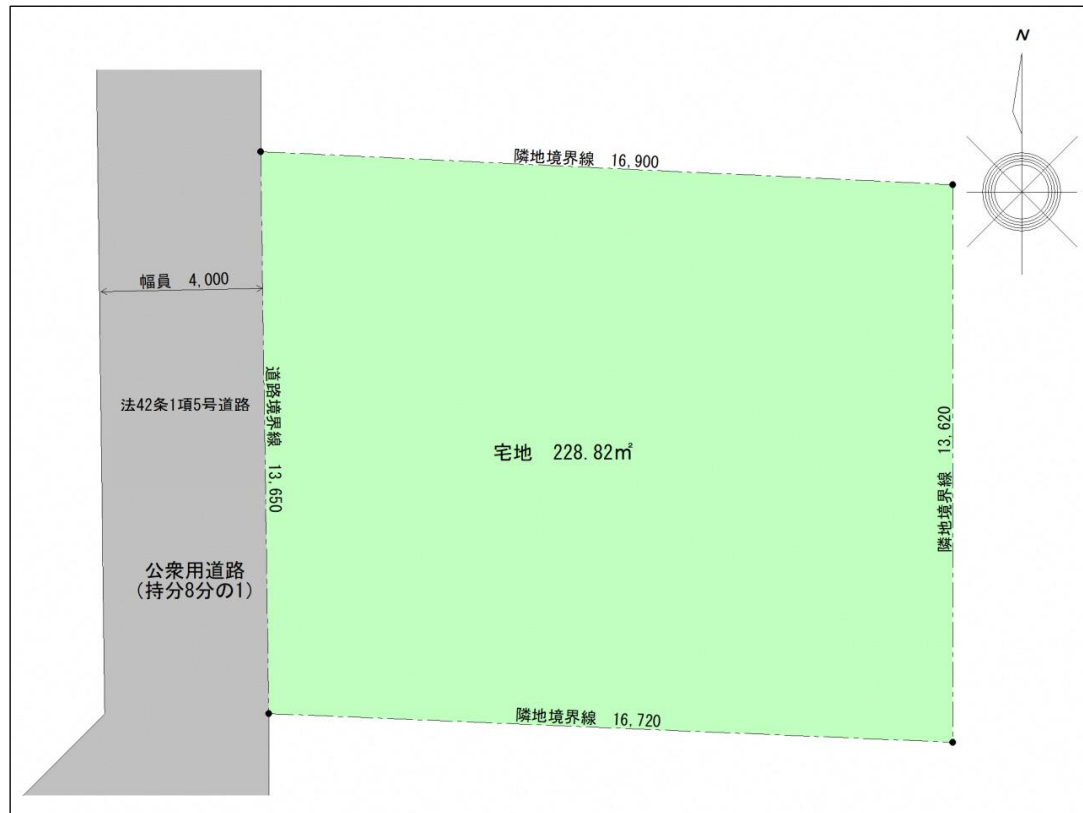 N
隣地境界線 16,900
幅員 4,000
法42条1項5号道路
道路境界線 13,650
宅地 228.82㎡
隣地境界線 13,620
公衆用道路
(持分8分の1)
隣地境界線 16,720